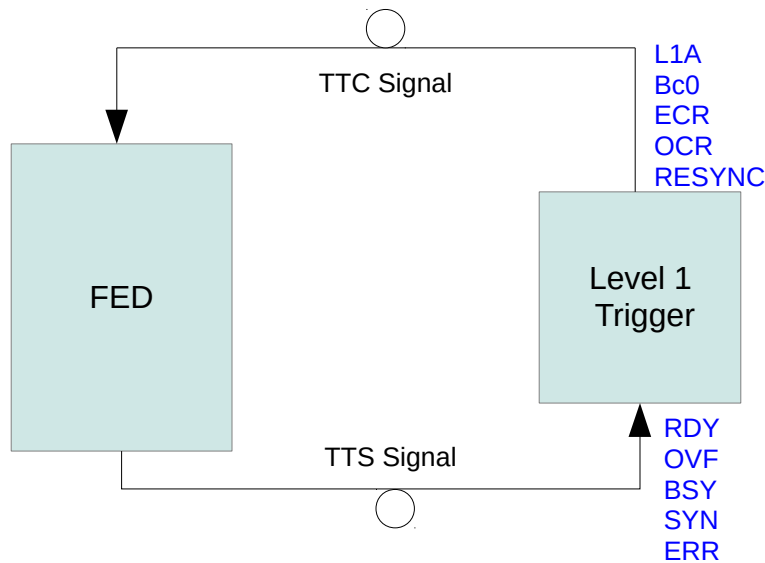 L1A
Bc0
ECR
OCR
RESYNC
TTC Signal
FED
Level 1
Trigger
TTS Signal
RDY
OVF
BSY
SYN
ERR